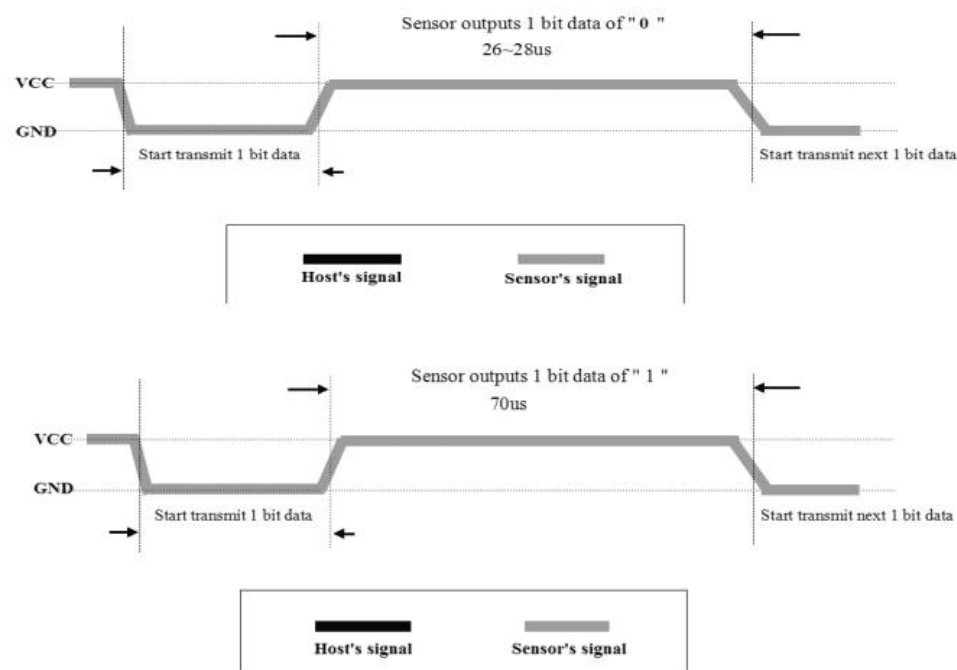 Sensor outputs 1 bit data of " 0 "
26~28us
VCC
GND
Start transmit 1 bit data
Start transmit next 1 bit data
Host's signal
Sensor's signal
Sensor outputs 1 bit data of " 1 "
70us
VCC
GND
Start transmit 1 bit data
Start transmit next 1 bit data
Host's signal
Sensor's signal